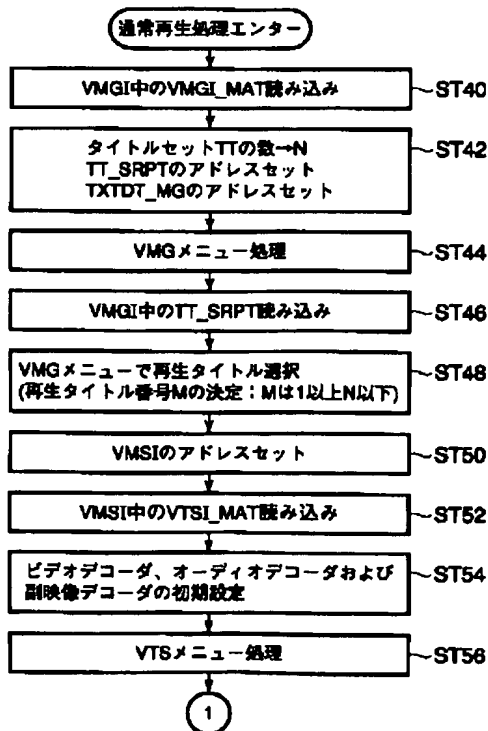 通常再生処理エンター
VMGI中のVMGI_MAT読み込み
ST40
タイトルセットTTの数→N
TT_SRPTのアドレスセット
TXTDT_MGのアドレスセット
ST42
VMGメニュー処理
ST44
VMGI中のTT_SRPT読み込み
ST46
VMGメニューで再生タイトル選択
(再生タイトル番号Mの決定:Mは1以上N以下)
ST48
VMSIのアドレスセット
ST50
VMSI中のVTSI_MAT読み込み
ST52
ビデオデコーダ、オーディオデコーダおよび
副映像デコーダの初期設定
ST54
VTSメニュー処理
ST56
1